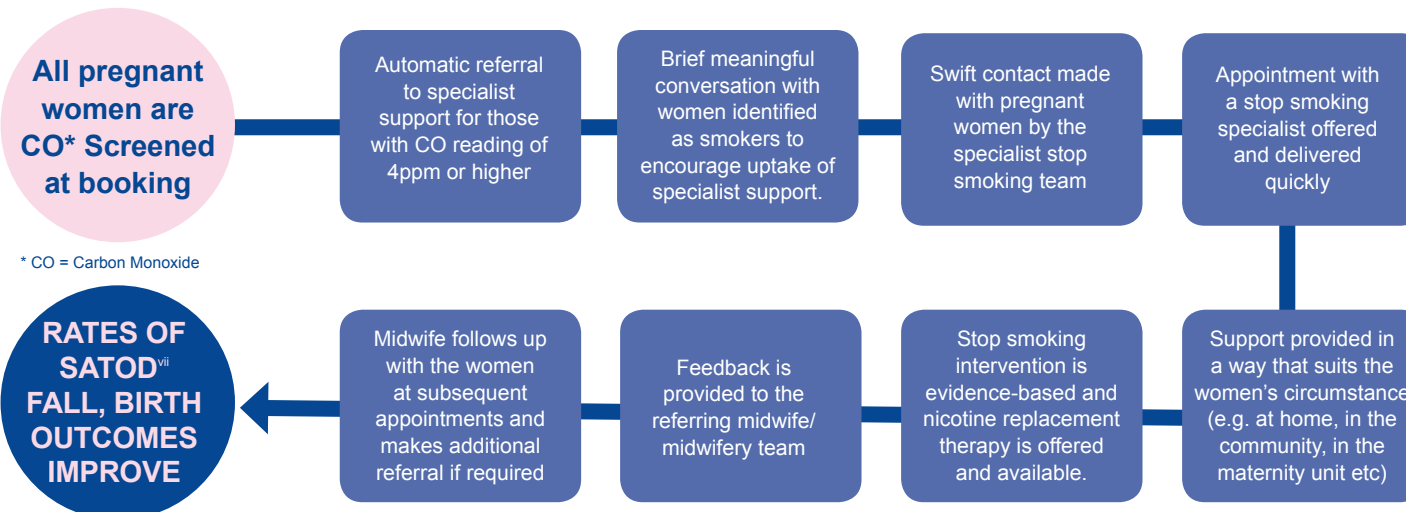 All pregnant
women are
CO* Screened
at booking
Automatic referral
to specialist
support for those
with CO reading of
4ppm or higher
Brief meaningful
conversation with
women identified
as smokers to
encourage uptake of
specialist support.
Swift contact made
with pregnant
women by the
specialist stop
smoking team
Appointment with
a stop smoking
specialist offered
and delivered
quickly
* CO = Carbon Monoxide
Support provided in
a way that suits the
women’s circumstance
(e.g. at home, in the
community, in the
maternity unit etc)
Stop smoking
intervention is
evidence-based and
nicotine replacement
therapy is offered
and available.
Feedback is
provided to the
referring midwife/
midwifery team
Midwife follows up
with the women
at subsequent
appointments and
makes additional
referral if required
RATES OF
SATODvii
FALL, BIRTH
OUTCOMES
IMPROVE